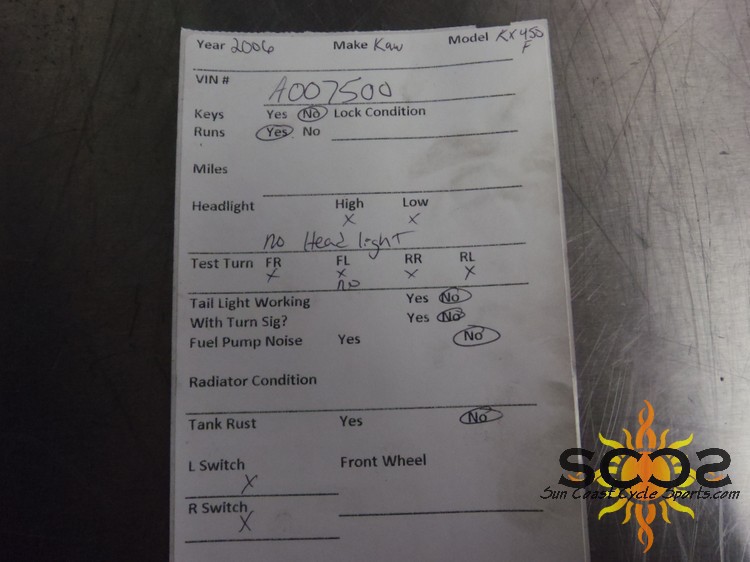 Year 2006 Make Kaw Model KX450
F
VIN # A007500
Keys Yes No Lock Condition
Runs Yes No
Miles
Headlight High Low
X X
no Head light
Test Turn FR FL RR RL
X X X X
no
Tail Light Working Yes No
With Turn Sig? Yes No
Fuel Pump Noise Yes No
Radiator Condition
Tank Rust Yes No
L Switch Front Wheel
X
R Switch
X
SCCS
Sun Coast Cycle Sports.com